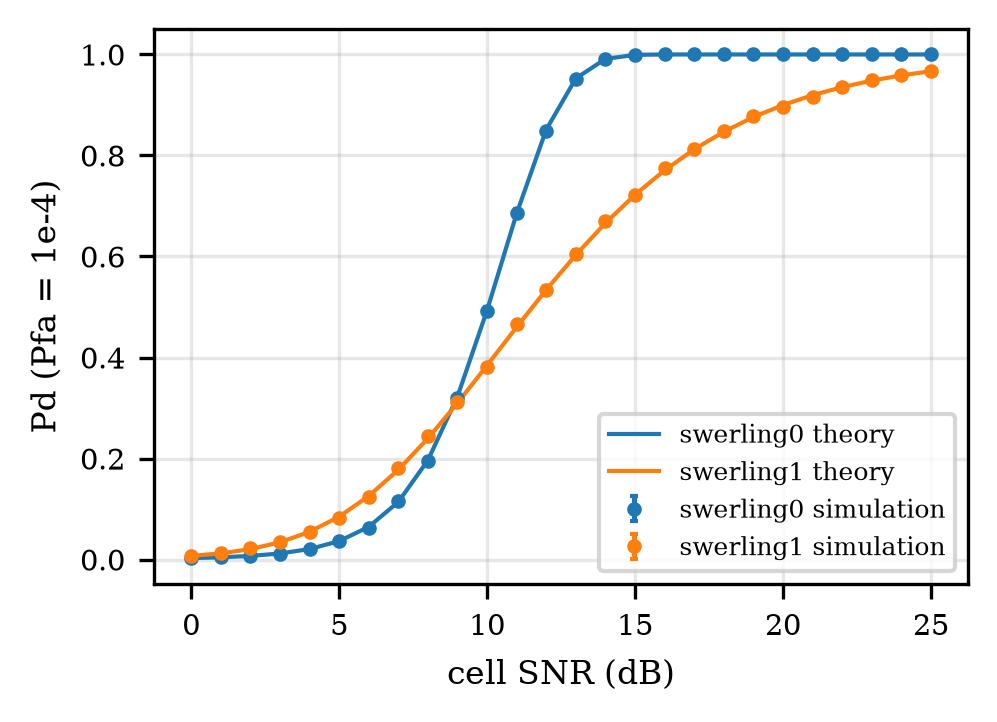 1.0
0.8
0.6
0.4
0.2
0.0
Pd (Pfa = 1e-4)
swerling0 theory
swerling1 theory
swerling0 simulation
swerling1 simulation
0 5 10 15 20 25
cell SNR (dB)